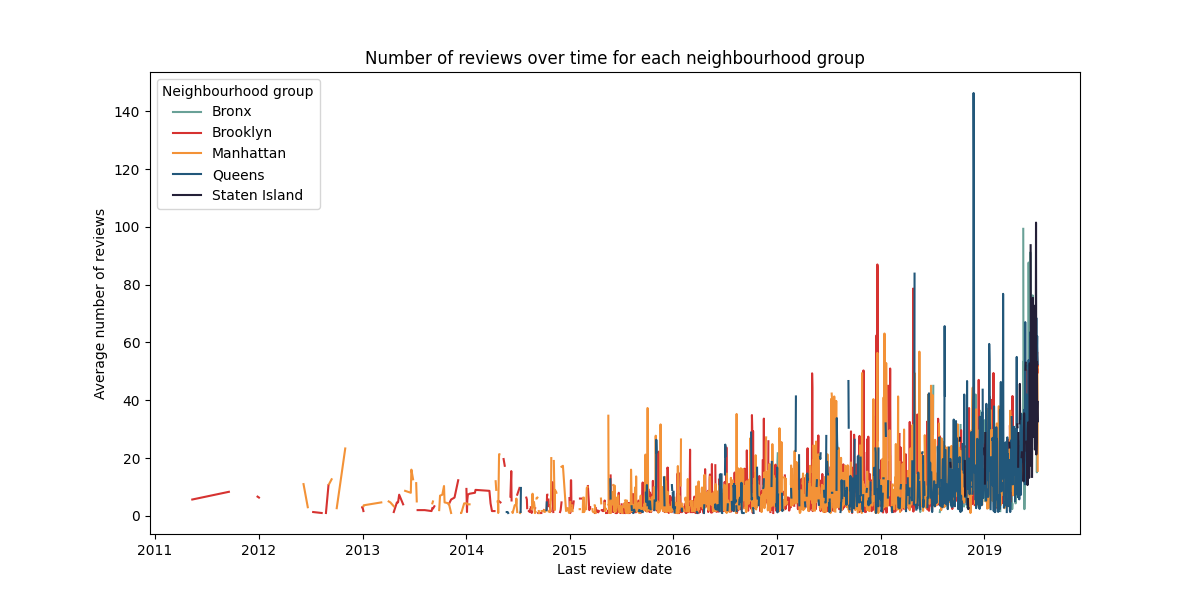 Number of reviews over time for each neighbourhood group
Neighbourhood group
Bronx
Brooklyn
Manhattan
Queens
Staten Island
Average number of reviews
140
120
100
80
60
40
20
0
2011 2012 2013 2014 2015 2016 2017 2018 2019
Last review date